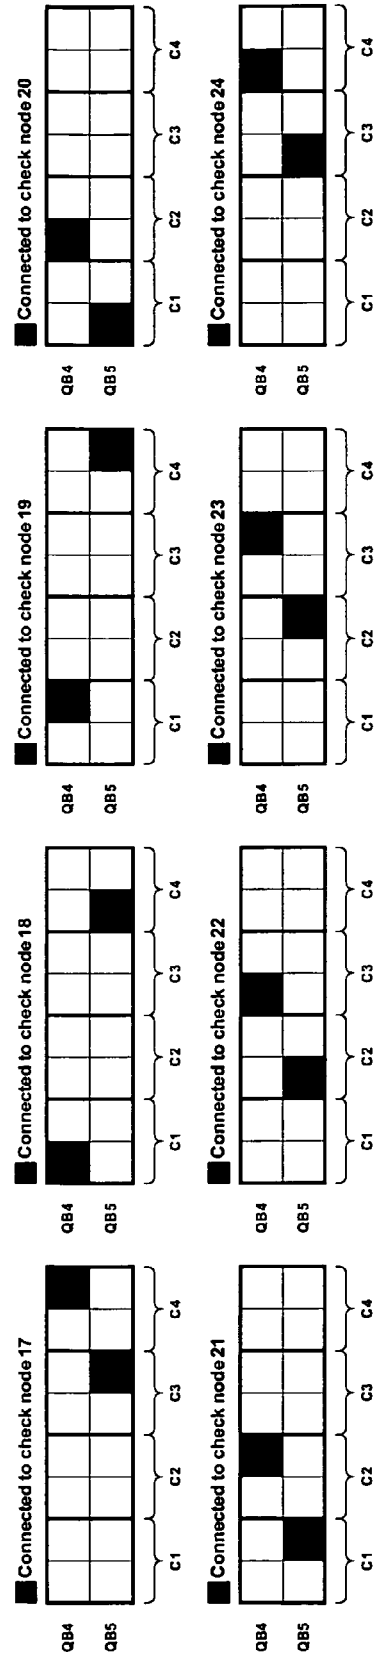 Connected to check node 17
QB4
QB5
C1 C2 C3 C4
Connected to check node 18
QB4
QB5
C1 C2 C3 C4
Connected to check node 19
QB4
QB5
C1 C2 C3 C4
Connected to check node 20
QB4
QB5
C1 C2 C3 C4
Connected to check node 21
QB4
QB5
C1 C2 C3 C4
Connected to check node 22
QB4
QB5
C1 C2 C3 C4
Connected to check node 23
QB4
QB5
C1 C2 C3 C4
Connected to check node 24
QB4
QB5
C1 C2 C3 C4